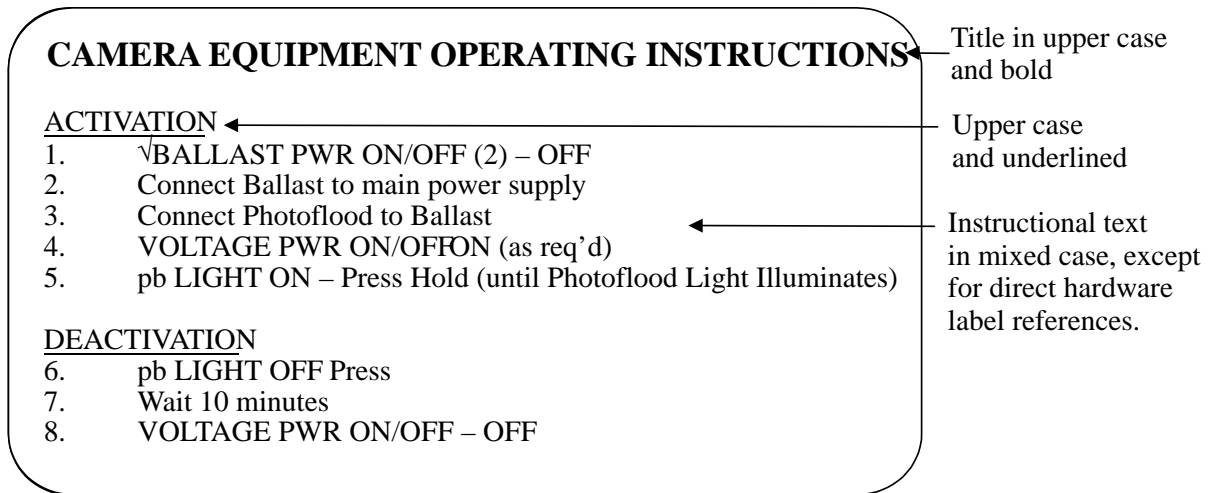 CAMERA EQUIPMENT OPERATING INSTRUCTIONS
ACTIVATION
1. √BALLAST PWR ON/OFF (2) – OFF
2. Connect Ballast to main power supply
3. Connect Photoflood to Ballast
4. VOLTAGE PWR ON/OFFON (as req’d)
5. pb LIGHT ON – Press Hold (until Photoflood Light Illuminates)
DEACTIVATION
6. pb LIGHT OFF Press
7. Wait 10 minutes
8. VOLTAGE PWR ON/OFF – OFF
Title in upper case
and bold
Upper case
and underlined
Instructional text
in mixed case, except
for direct hardware
label references.